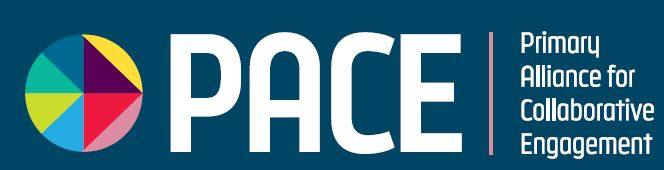 PACE
Primary
Alliance for
Collaborative
Engagement